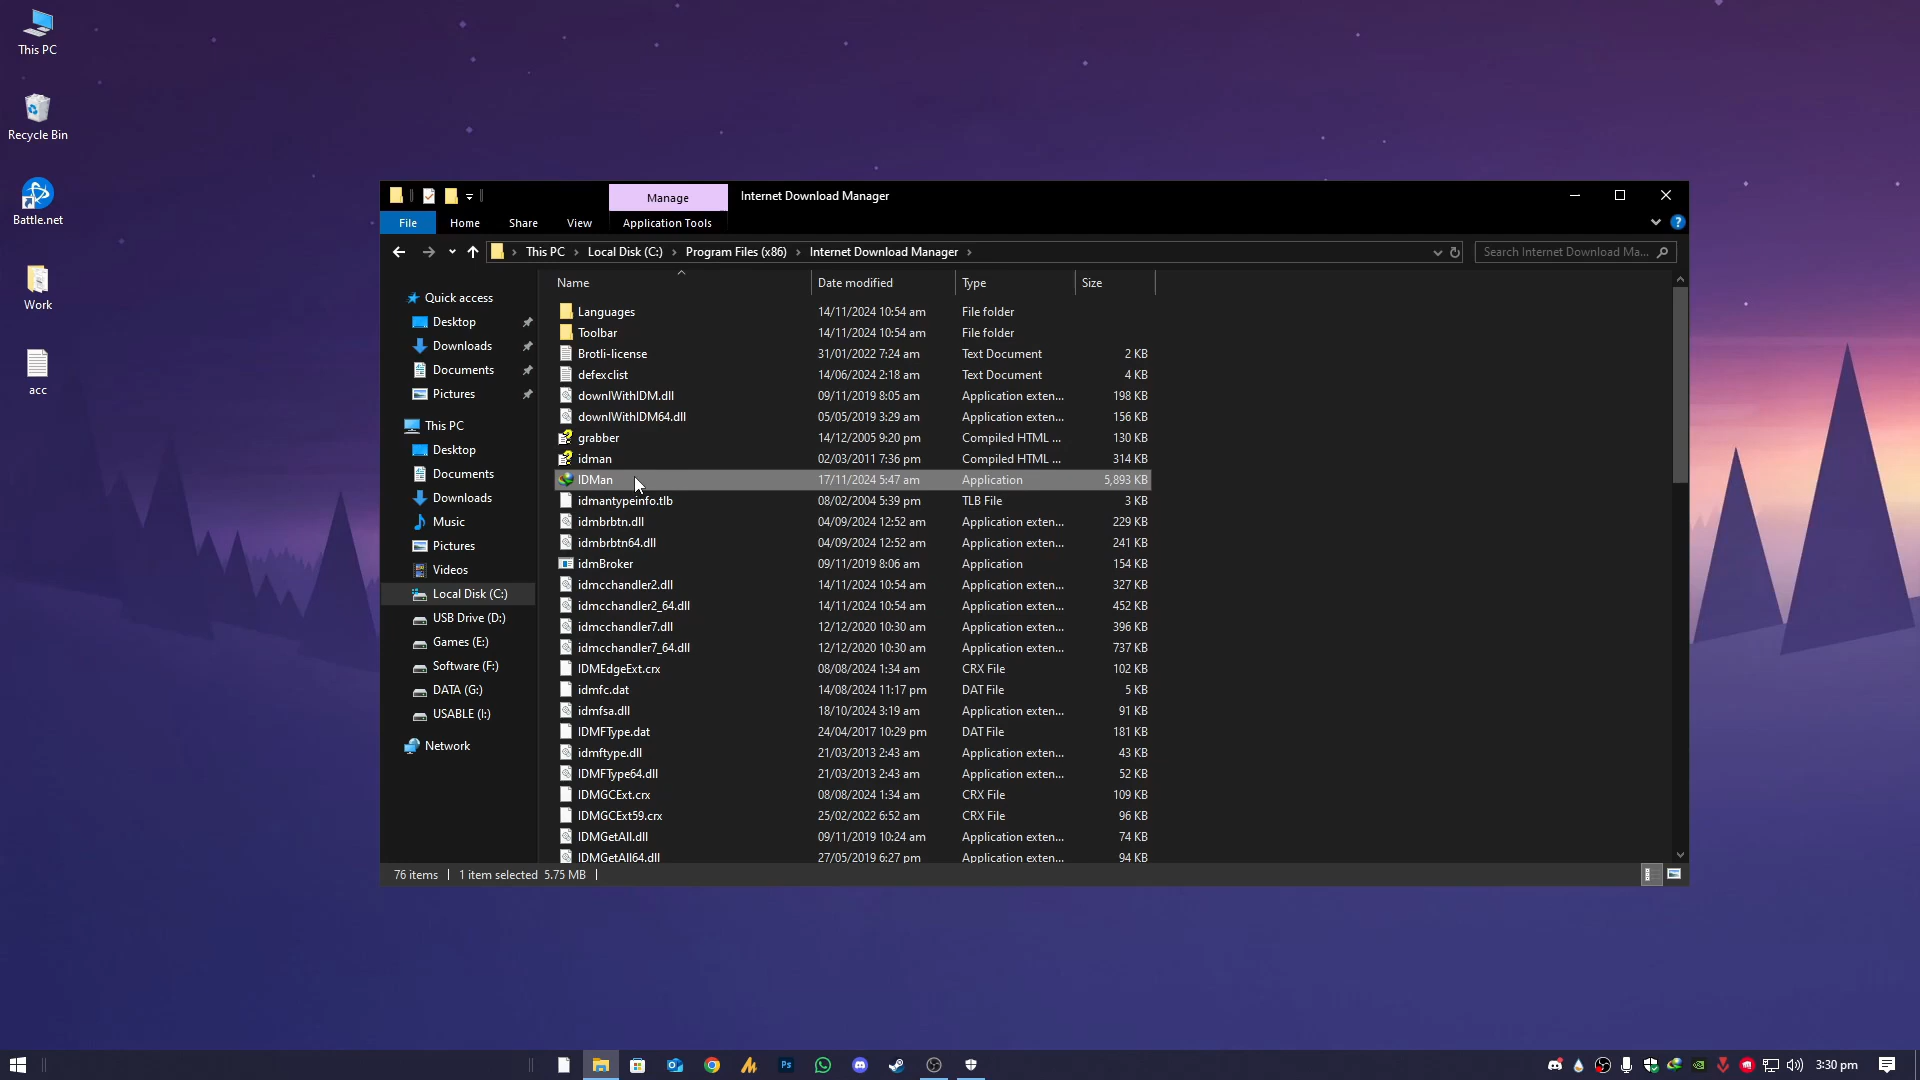 This PC
Recycle Bin
Battle.net
Work
acc
Manage
Internet Download Manager
File
Home
Share
View
Application Tools
This PC
Local Disk (C:)
Program Files (x86)
Internet Download Manager
Search Internet Download Ma...
Name
Date modified
Type
Size
Quick access
Desktop
Downloads
Documents
Pictures
This PC
Desktop
Documents
Downloads
Music
Pictures
Videos
Local Disk (C:)
USB Drive (D:)
Games (E:)
Software (F:)
DATA (G:)
USABLE (I:)
Network
Languages 14/11/2024 10:54 am File folder
Toolbar 14/11/2024 10:54 am File folder
Brotli-license 31/01/2022 7:24 am Text Document 2 KB
defexclist 14/06/2024 2:18 am Text Document 4 KB
downlWithIDM.dll 09/11/2019 8:05 am Application exten... 198 KB
downlWithIDM64.dll 05/05/2019 3:29 am Application exten... 156 KB
grabber 14/12/2005 9:20 pm Compiled HTML ... 130 KB
idman 02/03/2011 7:36 pm Compiled HTML ... 314 KB
IDMan 17/11/2024 5:47 am Application 5,893 KB
idmantypeinfo.tlb 08/02/2004 5:39 pm TLB File 3 KB
idmbrbtn.dll 04/09/2024 12:52 am Application exten... 229 KB
idmbrbtn64.dll 04/09/2024 12:52 am Application exten... 241 KB
idmBroker 09/11/2019 8:06 am Application 154 KB
idmcchandler2.dll 14/11/2024 10:54 am Application exten... 327 KB
idmcchandler2_64.dll 14/11/2024 10:54 am Application exten... 452 KB
idmcchandler7.dll 12/12/2020 10:30 am Application exten... 396 KB
idmcchandler7_64.dll 12/12/2020 10:30 am Application exten... 737 KB
IDMEdgeExt.crx 08/08/2024 1:34 am CRX File 102 KB
idmfc.dat 14/08/2024 11:17 pm DAT File 5 KB
idmfsa.dll 18/10/2024 3:19 am Application exten... 91 KB
IDMFType.dat 24/04/2017 10:29 pm DAT File 181 KB
idmftype.dll 21/03/2013 2:43 am Application exten... 43 KB
IDMFType64.dll 21/03/2013 2:43 am Application exten... 52 KB
IDMGCExt.crx 08/08/2024 1:34 am CRX File 109 KB
IDMGCExt59.crx 25/02/2022 6:52 am CRX File 96 KB
IDMGetAll.dll 09/11/2019 10:24 am Application exten... 74 KB
IDMGetAll64.dll 27/05/2019 6:27 pm Application exten... 94 KB
76 items
1 item selected 5.75 MB
Ps
3:30 pm